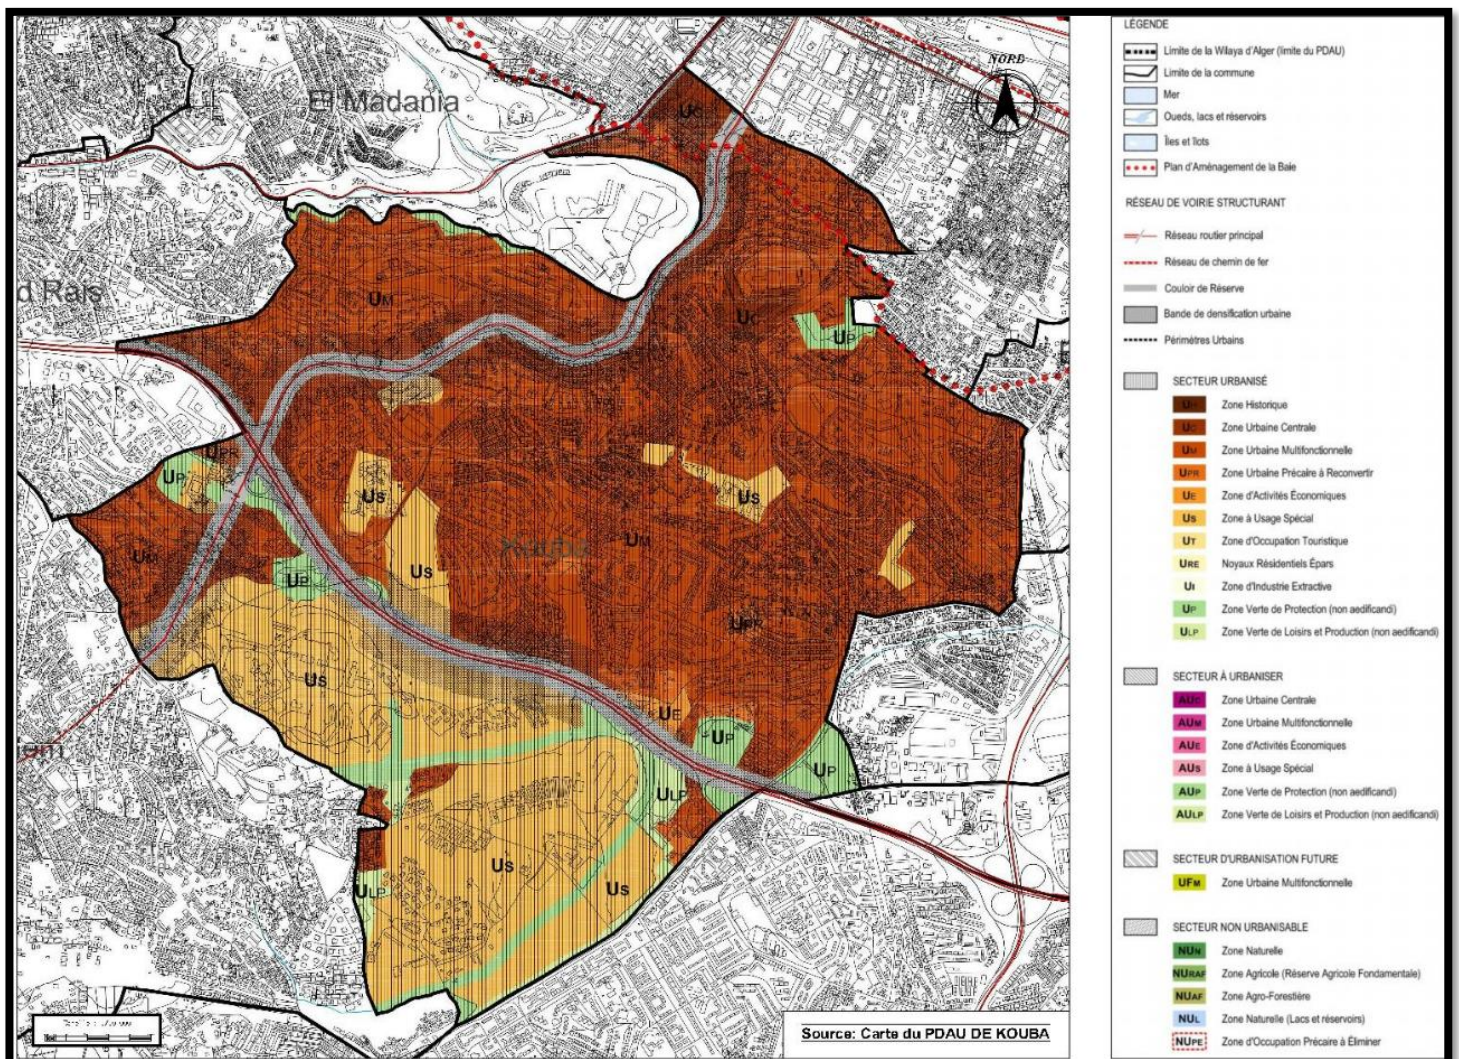 El Madania
NORD
UC
d Rais
UM
UC
UP
UPR
UP
US
US
UM
Kouba
UM
UP
US
UPR
US
UE
UP
UP
ULP
US
US
ULP
Source: Carte du PDAU DE KOUBA
LÉGENDE
Limite de la Wilaya d'Alger (limite du PDAU)
Limite de la commune
Mer
Oueds, lacs et réservoirs
Îles et îlots
Plan d'Aménagement de la Baie
RÉSEAU DE VOIRIE STRUCTURANT
Réseau routier principal
Réseau de chemin de fer
Couloir de Réserve
Bande de densification urbaine
Périmètres Urbains
SECTEUR URBANISÉ
UH Zone Historique
UC Zone Urbaine Centrale
UM Zone Urbaine Multifonctionnelle
UPR Zone Urbaine Précaire à Reconvertir
UE Zone d'Activités Économiques
US Zone à Usage Spécial
UT Zone d'Occupation Touristique
URE Noyaux Résidentiels Épars
UI Zone d'Industrie Extractive
UP Zone Verte de Protection (non aedificandi)
ULP Zone Verte de Loisirs et Production (non aedificandi)
SECTEUR À URBANISER
AUC Zone Urbaine Centrale
AUM Zone Urbaine Multifonctionnelle
AUE Zone d'Activités Économiques
AUS Zone à Usage Spécial
AUP Zone Verte de Protection (non aedificandi)
AULP Zone Verte de Loisirs et Production (non aedificandi)
SECTEUR D'URBANISATION FUTURE
UFM Zone Urbaine Multifonctionnelle
SECTEUR NON URBANISABLE
NUN Zone Naturelle
NURAF Zone Agricole (Réserve Agricole Fondamentale)
NUAF Zone Agro-Forestière
NUL Zone Naturelle (Lacs et réservoirs)
NUPE Zone d'Occupation Précaire à Éliminer